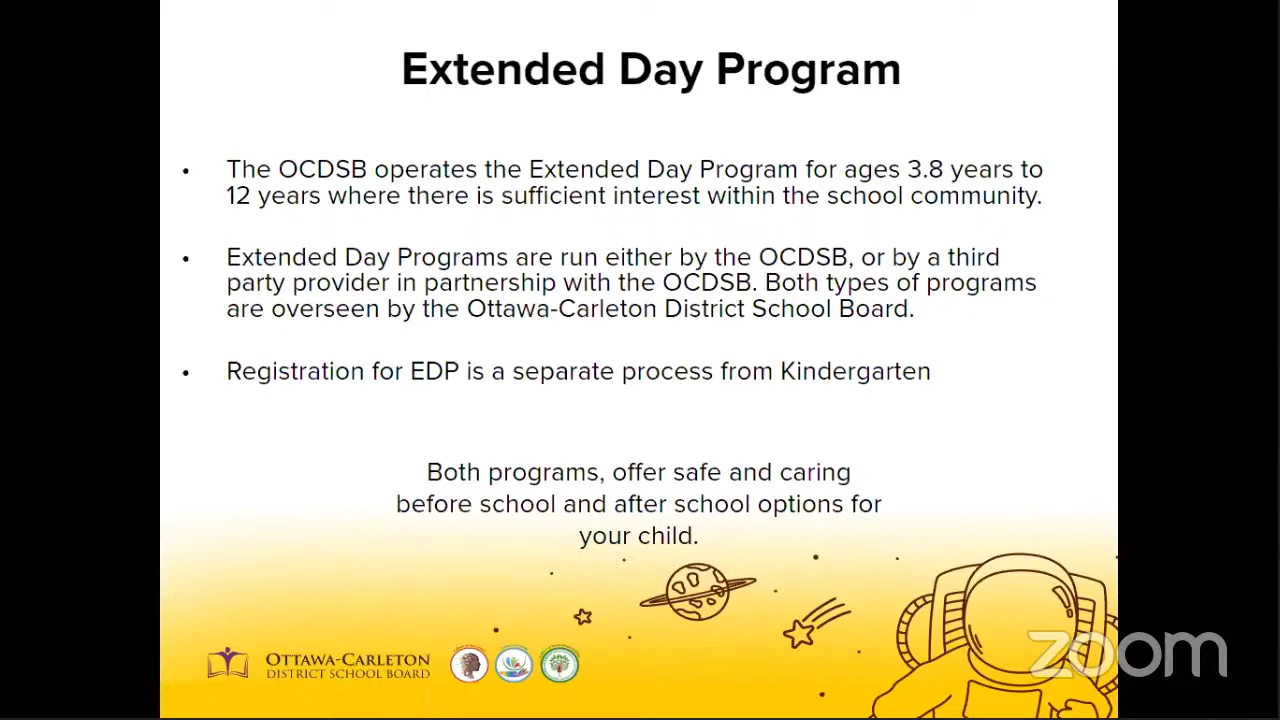 Extended Day Program
• The OCDSB operates the Extended Day Program for ages 3.8 years to
12 years where there is sufficient interest within the school community.
• Extended Day Programs are run either by the OCDSB, or by a third
party provider in partnership with the OCDSB. Both types of programs
are overseen by the Ottawa-Carleton District School Board.
• Registration for EDP is a separate process from Kindergarten
Both programs, offer safe and caring
before school and after school options for
your child.
OTTAWA-CARLETON
DISTRICT SCHOOL BOARD
zoom